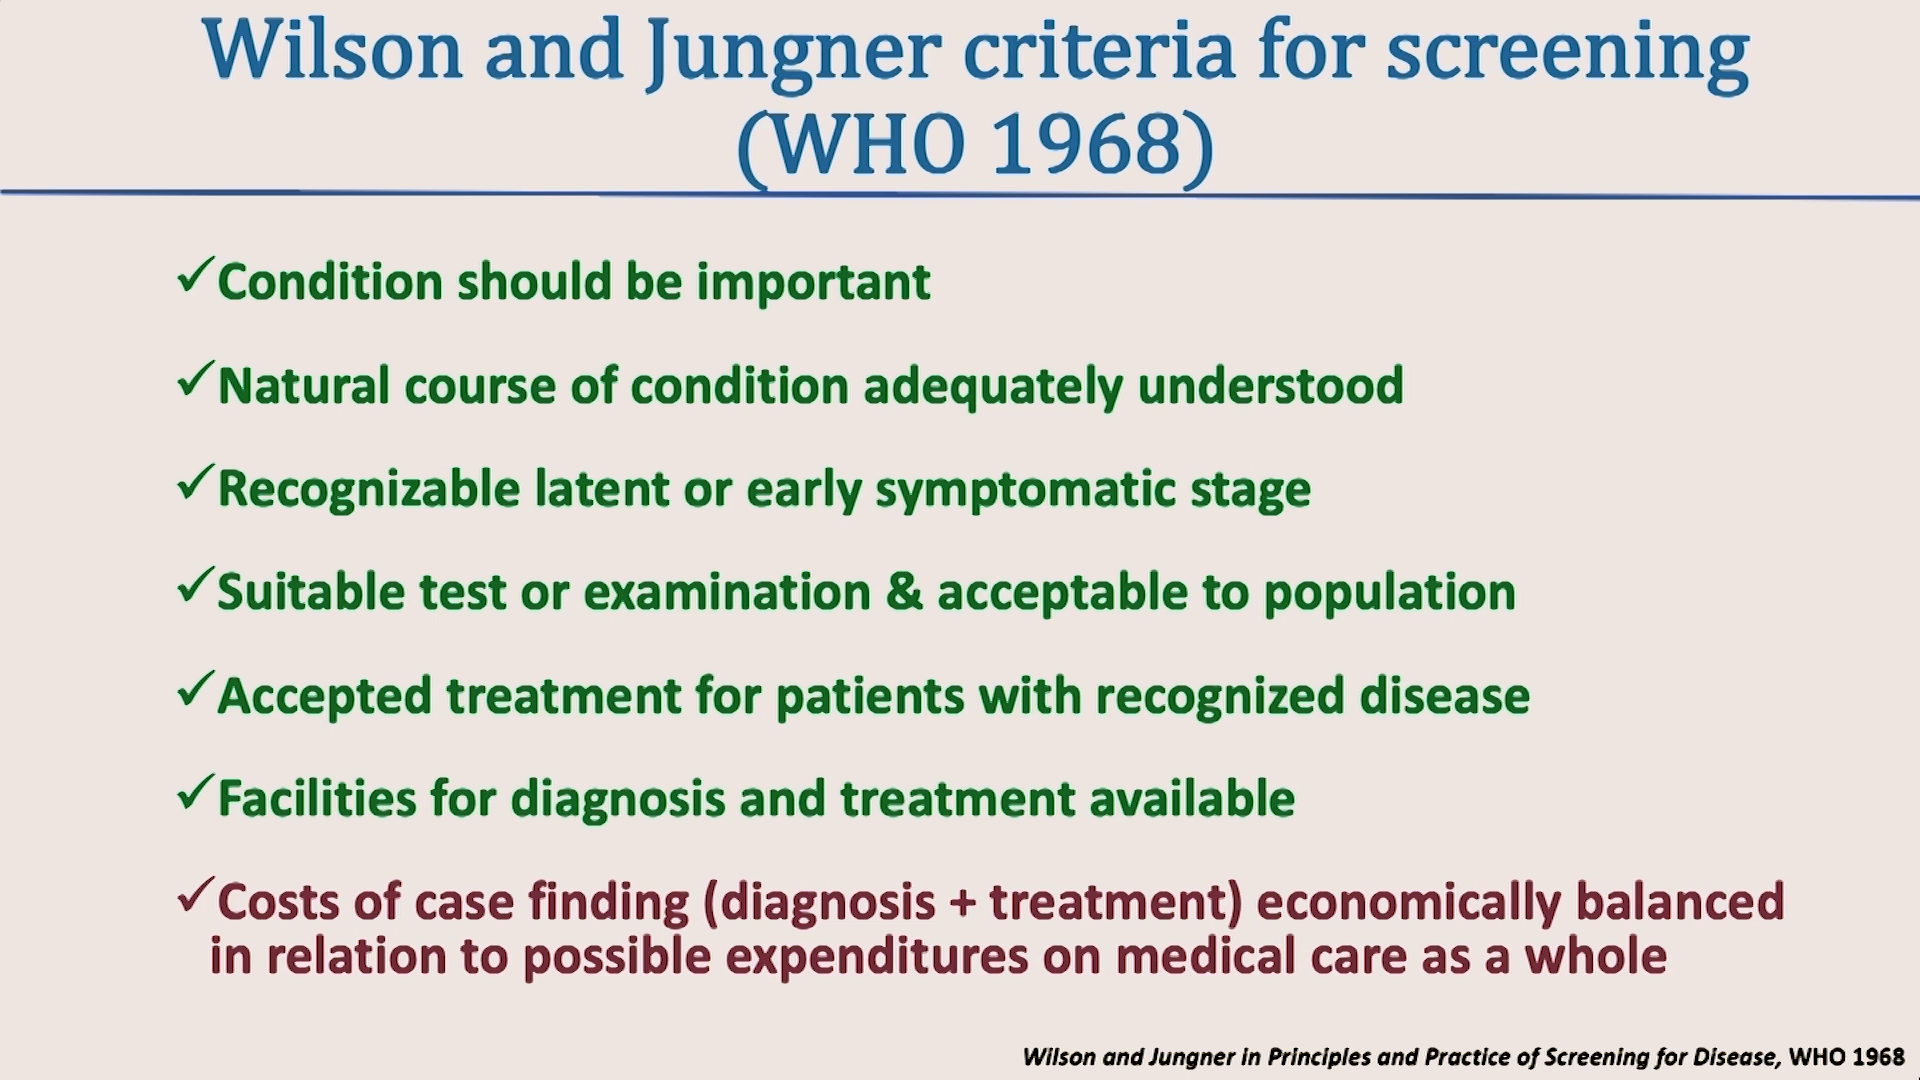 Wilson and Jungner criteria for screening
(WHO 1968)
✓Condition should be important
✓Natural course of condition adequately understood
✓Recognizable latent or early symptomatic stage
✓Suitable test or examination & acceptable to population
✓Accepted treatment for patients with recognized disease
✓Facilities for diagnosis and treatment available
✓Costs of case finding (diagnosis + treatment) economically balanced
in relation to possible expenditures on medical care as a whole
Wilson and Jungner in Principles and Practice of Screening for Disease, WHO 1968